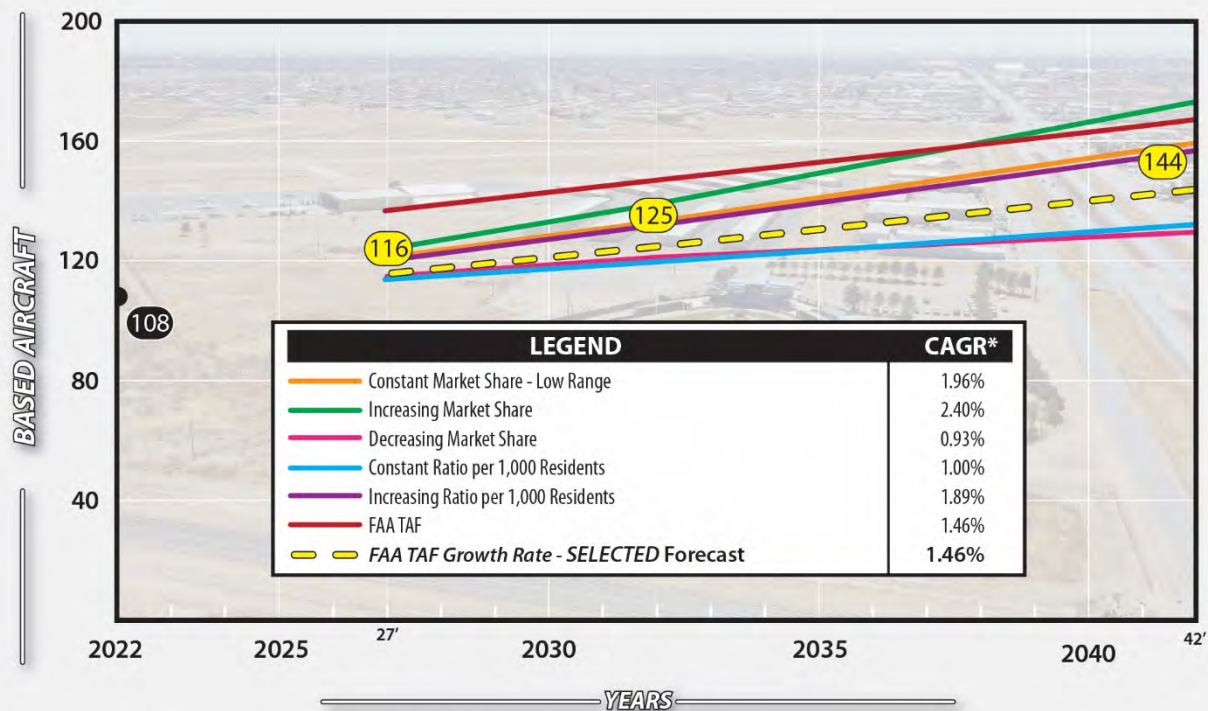 200
160
120
80
40
BASED AIRCRAFT
108
116
125
144
LEGEND CAGR*
Constant Market Share - Low Range 1.96%
Increasing Market Share 2.40%
Decreasing Market Share 0.93%
Constant Ratio per 1,000 Residents 1.00%
Increasing Ratio per 1,000 Residents 1.89%
FAA TAF 1.46%
FAA TAF Growth Rate - SELECTED Forecast 1.46%
27' 42'
2022 2025 2030 2035 2040
YEARS